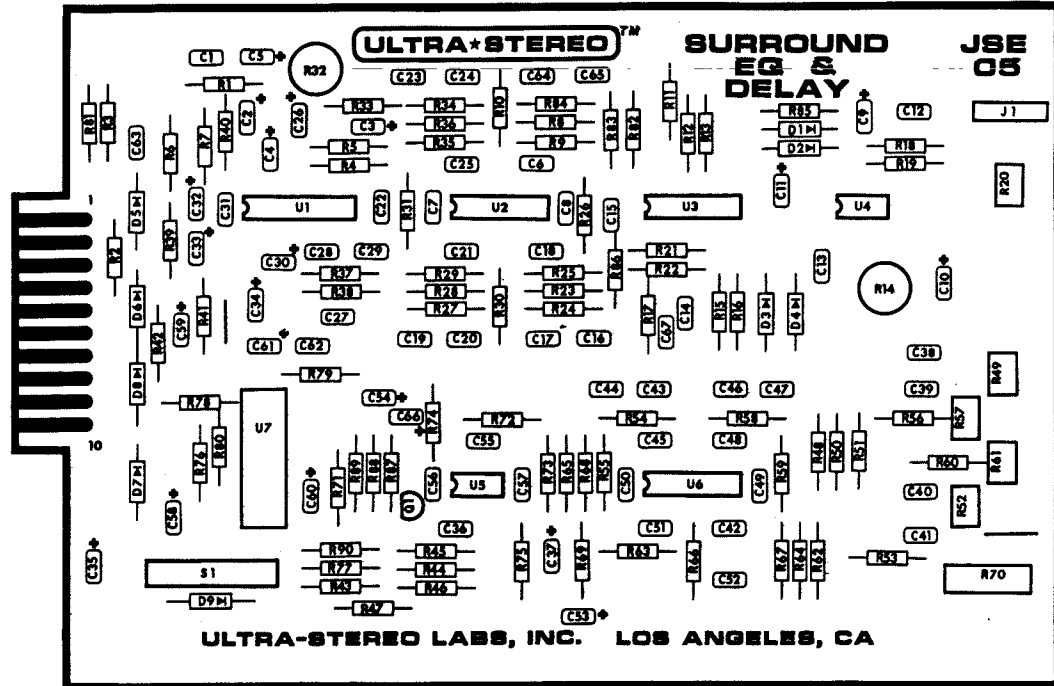 ULTRA★STEREO™ SURROUND JSE
EQ & 05
DELAY
C1 C5 + R32 C23 C24 C64 C65
R1 R10 R11
R81 R3 C63 R6 R7 R40 C2 + C4 + C26 + R33 R34 R84 R83 R82 R12 R13 R85 C9 + C12 J1
C3 + R36 R8 D1
R5 R35 R9 D2 R18
R4 C25 C6 R19
C11 + R20
1 D5 C32 + C31 U1 C22 R31 C7 U2 C8 R26 C15 U3 U4
R2 R39 C33 +
C30 + C28 C29 C21 C18 R86 R21 C13
R37 R29 R25 R22
D6 C34 + R38 R28 R30 R23 R14 C10 +
C59 + R41 R27 R24 R17 C14 R15 R16 D3 D4
R42 C27 C67
C61 + C62 C19 C20 C17 C16 C38
D8 R79 R49
R78 U7 C54 + C44 C43 C46 C47 C39
C66 + R74 R72 R54 R58 R56 R57
10 R76 R80 C55 C45 C48 R48 R50 R51
D7 C60 + R71 R89 R88 R87 C56 U5 C57 R73 R65 R68 R55 C50 U6 C49 R59 R60 R61
C58 + Q1 C40 R52
C36 C51 C42 C41
C35 + R90 R45 R75 C37 + R69 R63 R66 R67 R64 R62 R53
S1 R77 R44 C52 R70
R43 R46
D9 R47 C53 +
ULTRA-STEREO LABS, INC. LOS ANGELES, CA